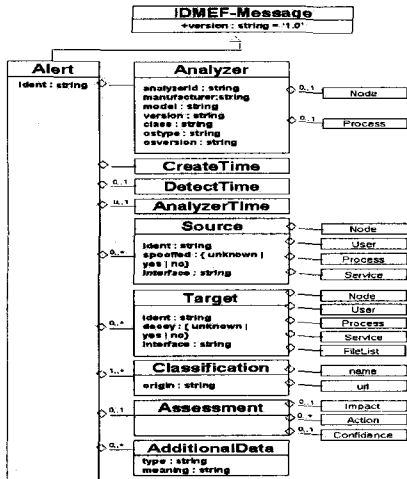 IDMEF-Message
+version : string = '1.0'
Alert
ident : string
Analyzer
analyzerid : string
manufacturer:string
model : string
version : string
class : string
ostype : string
osversion : string
0..1
Node
0..1
Process
CreateTime
0..1
DetectTime
0..1
AnalyzerTime
0..*
Source
ident : string
spoofed : { unknown |
yes | no}
interface : string
Node
User
Process
Service
0..*
Target
ident : string
decoy : { unknown |
yes | no}
interface : string
Node
User
Process
Service
FileList
1..*
Classification
origin : string
name
url
0..1
Assessment
0..1
Impact
0..*
Action
0..1
Confidence
0..*
AdditionalData
type : string
meaning : string